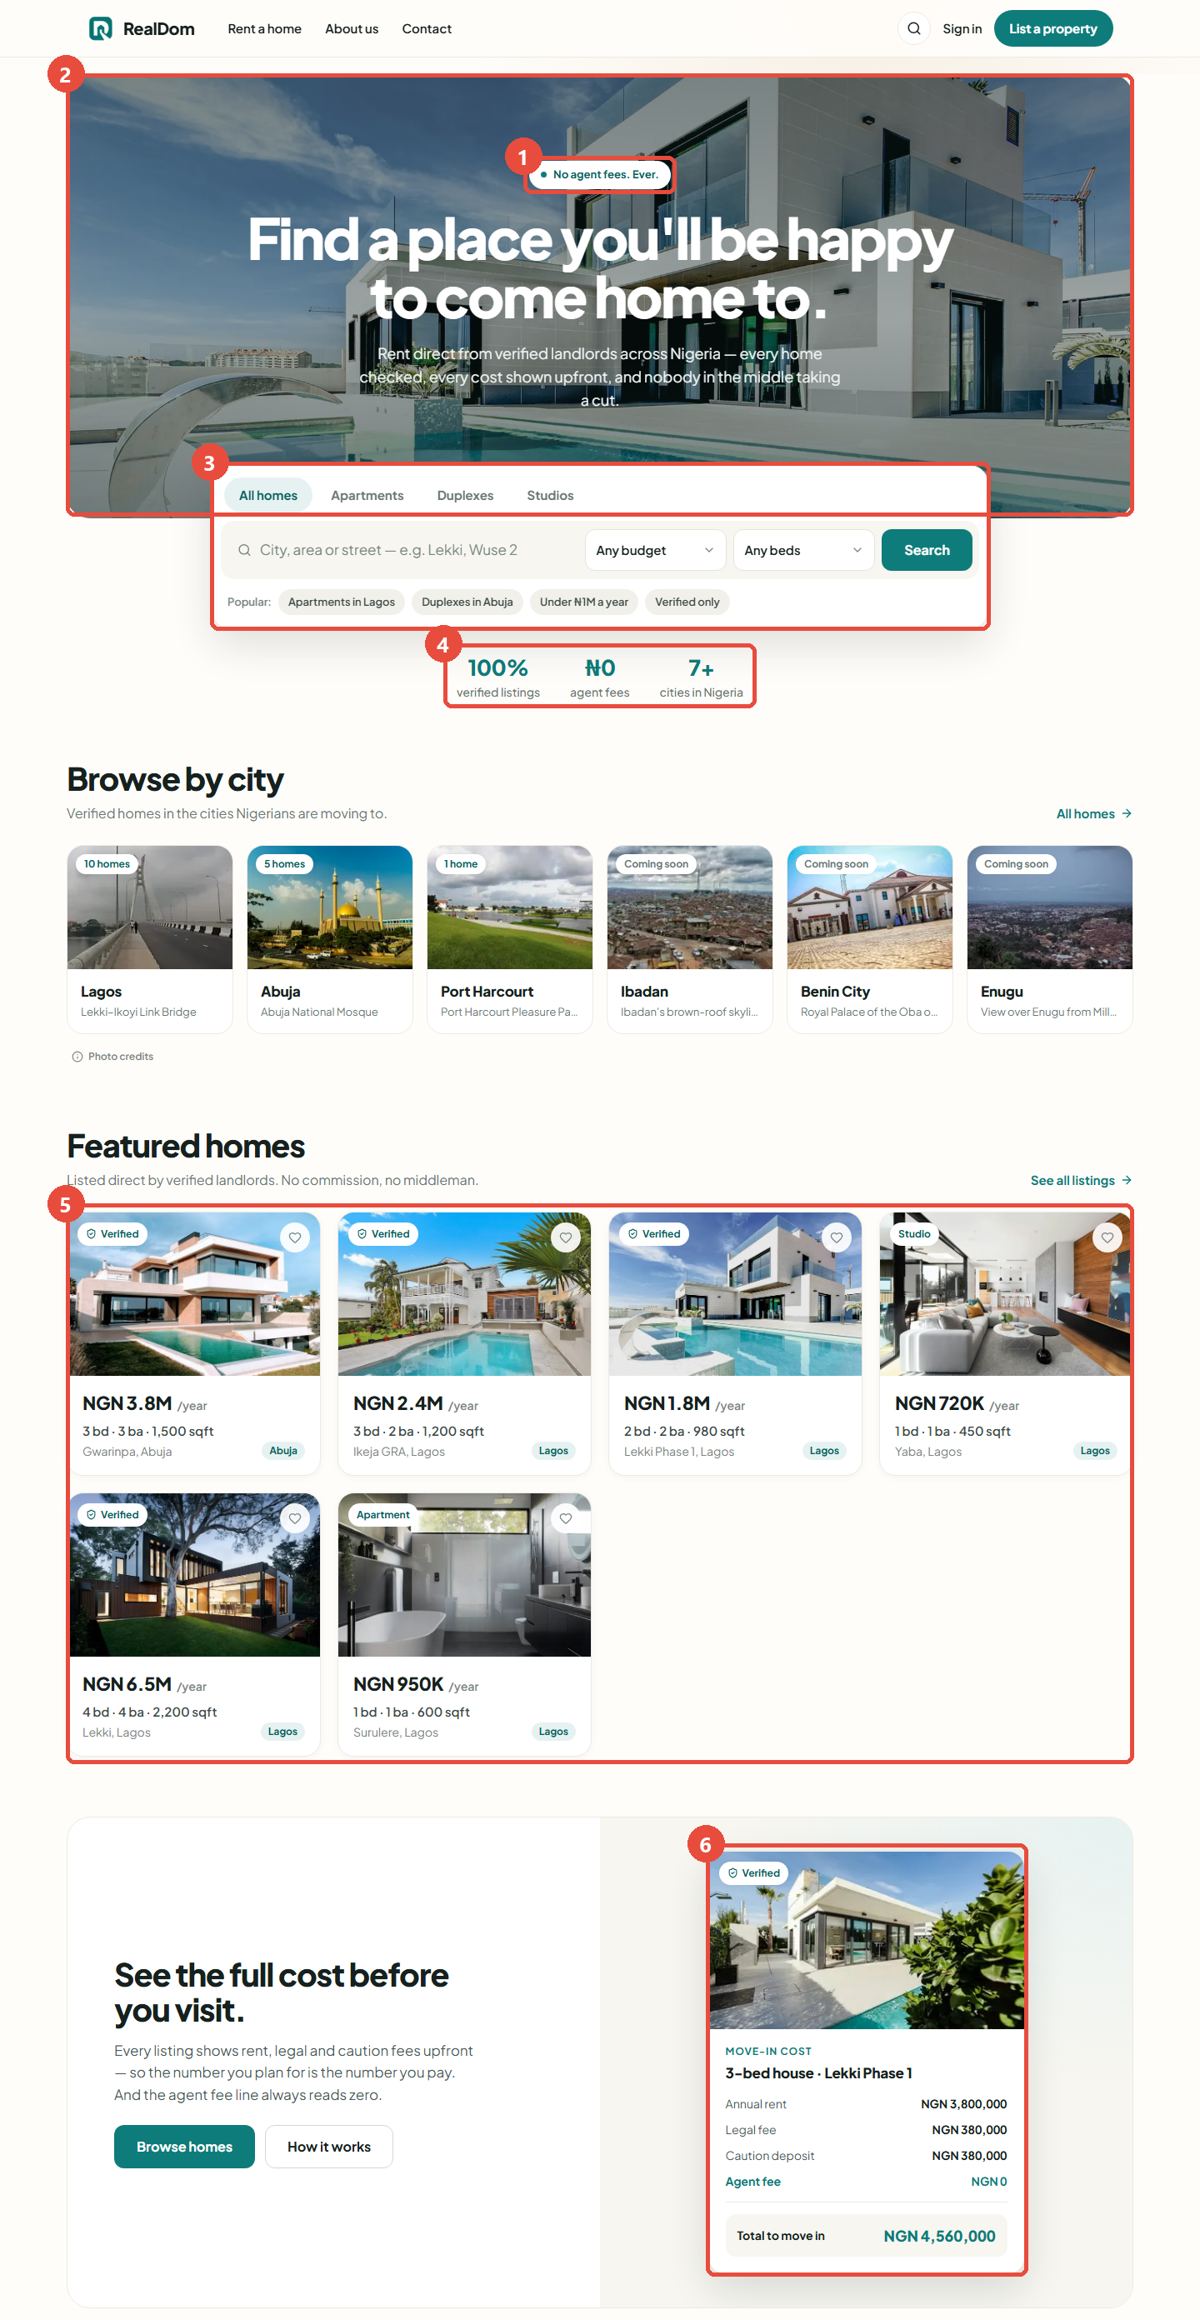 RealDom
Rent a home
About us
Contact
Sign in
List a property
2
1
No agent fees. Ever.
Find a place you'll be happy
to come home to.
Rent direct from verified landlords across Nigeria — every home
checked, every cost shown upfront, and nobody in the middle taking
a cut.
3
All homes
Apartments
Duplexes
Studios
City, area or street — e.g. Lekki, Wuse 2
Any budget
Any beds
Search
Popular:
Apartments in Lagos
Duplexes in Abuja
Under ₦1M a year
Verified only
4
100%
verified listings
₦0
agent fees
7+
cities in Nigeria
Browse by city
Verified homes in the cities Nigerians are moving to.
All homes →
10 homes
Lagos
Lekki-Ikoyi Link Bridge
5 homes
Abuja
Abuja National Mosque
1 home
Port Harcourt
Port Harcourt Pleasure Pa...
Coming soon
Ibadan
Ibadan's brown-roof skyli...
Coming soon
Benin City
Royal Palace of the Oba o...
Coming soon
Enugu
View over Enugu from Mill...
Photo credits
Featured homes
Listed direct by verified landlords. No commission, no middleman.
See all listings →
5
Verified
NGN 3.8M /year
3 bd · 3 ba · 1,500 sqft
Gwarinpa, Abuja
Abuja
Verified
NGN 2.4M /year
3 bd · 2 ba · 1,200 sqft
Ikeja GRA, Lagos
Lagos
Verified
NGN 1.8M /year
2 bd · 2 ba · 980 sqft
Lekki Phase 1, Lagos
Lagos
Studio
NGN 720K /year
1 bd · 1 ba · 450 sqft
Yaba, Lagos
Lagos
Verified
NGN 6.5M /year
4 bd · 4 ba · 2,200 sqft
Lekki, Lagos
Lagos
Apartment
NGN 950K /year
1 bd · 1 ba · 600 sqft
Surulere, Lagos
Lagos
See the full cost before
you visit.
Every listing shows rent, legal and caution fees upfront
— so the number you plan for is the number you pay.
And the agent fee line always reads zero.
Browse homes
How it works
6
Verified
MOVE-IN COST
3-bed house · Lekki Phase 1
Annual rent NGN 3,800,000
Legal fee NGN 380,000
Caution deposit NGN 380,000
Agent fee NGN 0
Total to move in NGN 4,560,000